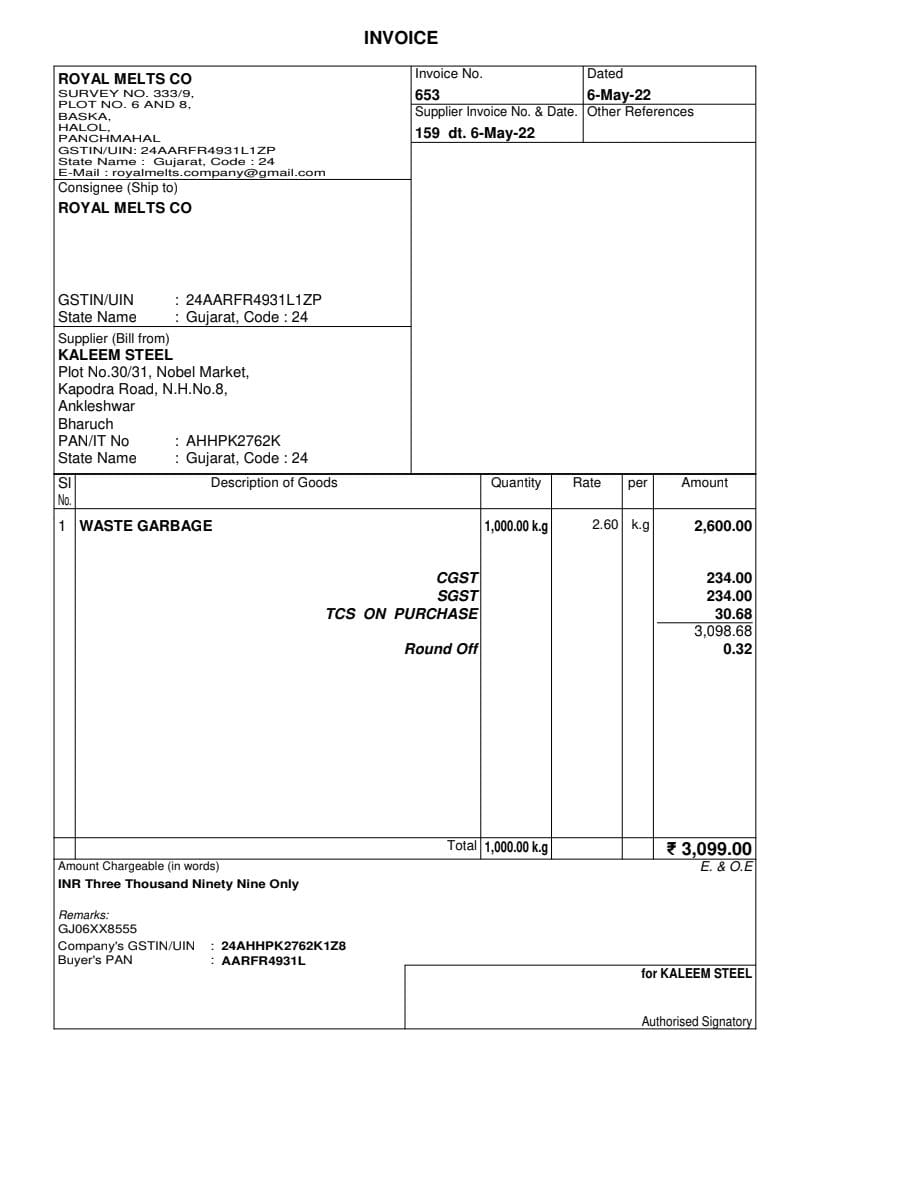 INVOICE
ROYAL MELTS CO
SURVEY NO. 333/9,
PLOT NO. 6 AND 8,
BASKA,
HALOL,
PANCHMAHAL
GSTIN/UIN: 24AARFR4931L1ZP
State Name : Gujarat, Code : 24
E-Mail : royalmelts.company@gmail.com
Invoice No.
653
Dated
6-May-22
Supplier Invoice No. & Date.
159 dt. 6-May-22
Other References
Consignee (Ship to)
ROYAL MELTS CO
GSTIN/UIN : 24AARFR4931L1ZP
State Name : Gujarat, Code : 24
Supplier (Bill from)
KALEEM STEEL
Plot No.30/31, Nobel Market,
Kapodra Road, N.H.No.8,
Ankleshwar
Bharuch
PAN/IT No : AHHPK2762K
State Name : Gujarat, Code : 24
Sl No. Description of Goods Quantity Rate per Amount
1 WASTE GARBAGE 1,000.00 k.g 2.60 k.g 2,600.00
CGST 234.00
SGST 234.00
TCS ON PURCHASE 30.68
3,098.68
Round Off 0.32
Total 1,000.00 k.g ₹ 3,099.00
Amount Chargeable (in words) E. & O.E
INR Three Thousand Ninety Nine Only
Remarks:
GJ06XX8555
Company's GSTIN/UIN : 24AHHPK2762K1Z8
Buyer's PAN : AARFR4931L
for KALEEM STEEL
Authorised Signatory